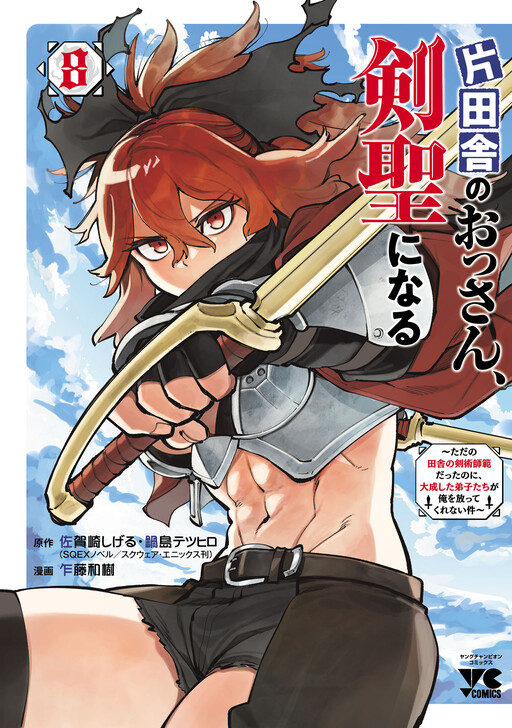 8
片田舎のおっさん、
剣聖になる
～ただの
田舎の剣術師範
だったのに、
大成した弟子たちが
俺を放って
くれない件～
原作 佐賀崎しげる・鍋島テツヒロ
(SQEXノベル/スクウェア・エニックス刊)
漫画 乍藤和樹
ヤングチャンピオン
コミックス
YC
COMICS